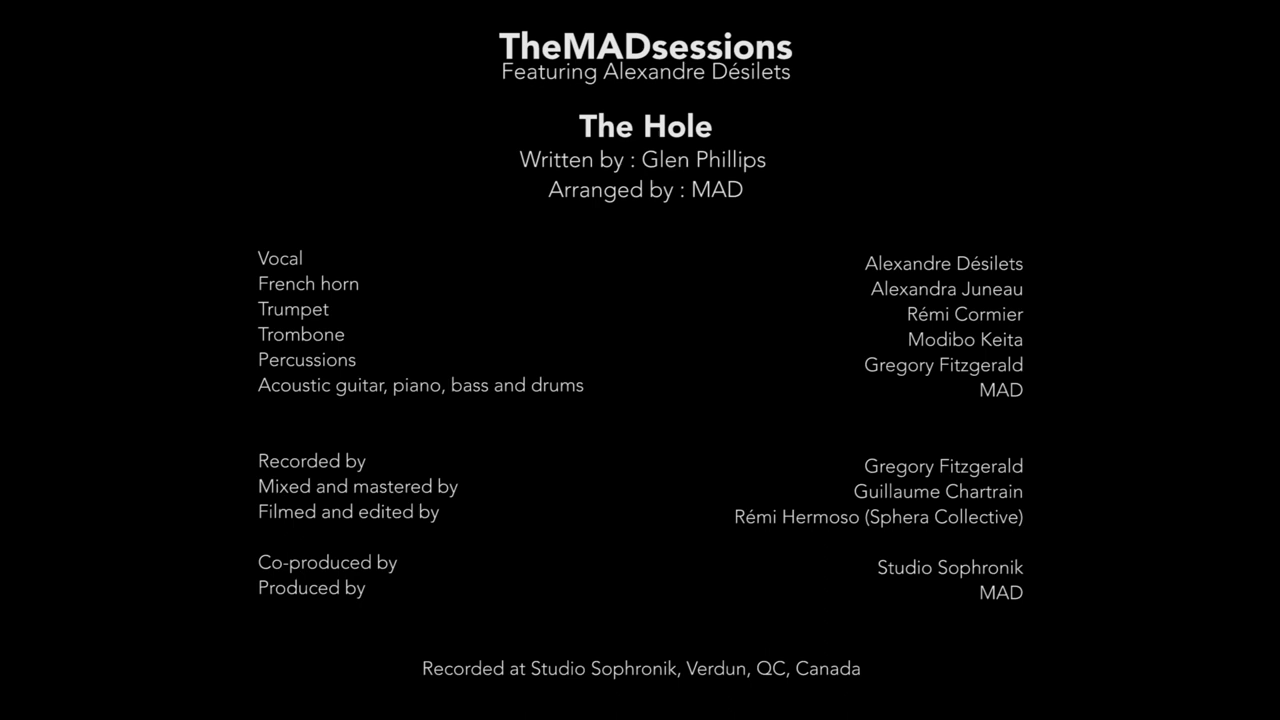 TheMADsessions
Featuring Alexandre Désilets
The Hole
Written by : Glen Phillips
Arranged by : MAD
Vocal Alexandre Désilets
French horn Alexandra Juneau
Trumpet Rémi Cormier
Trombone Modibo Keita
Percussions Gregory Fitzgerald
Acoustic guitar, piano, bass and drums MAD
Recorded by Gregory Fitzgerald
Mixed and mastered by Guillaume Chartrain
Filmed and edited by Rémi Hermoso (Sphera Collective)
Co-produced by Studio Sophronik
Produced by MAD
Recorded at Studio Sophronik, Verdun, QC, Canada